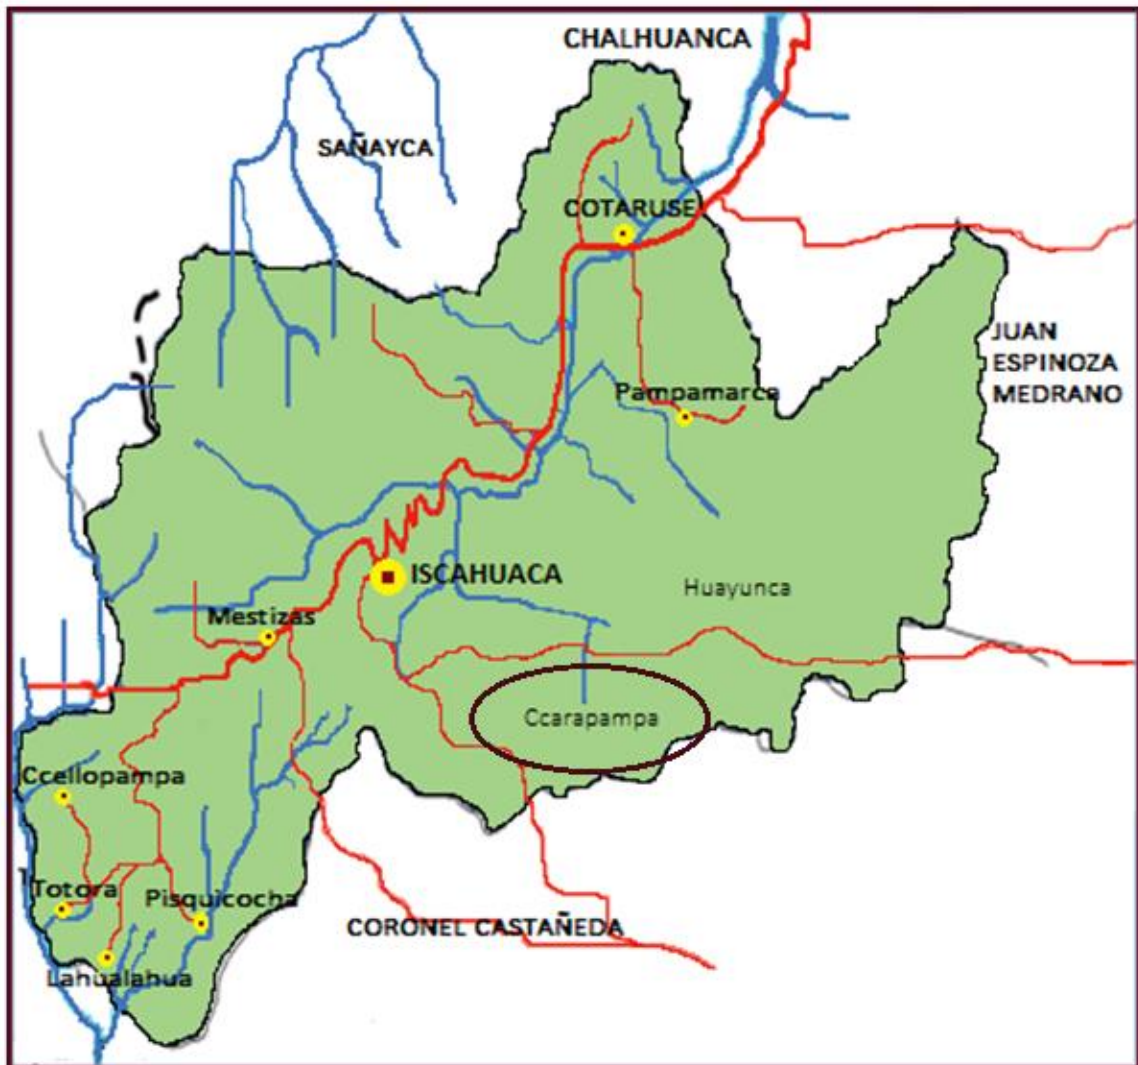 CHALHUANCA
SAÑAYCA
COTARUSE
JUAN
ESPINOZA
MEDRANO
Pampamarca
ISCAHUACA
Huayunca
Mestizas
Ccarapampa
Ccellopampa
Totora
Pisquicocha
CORONEL CASTAÑEDA
Lahualahua